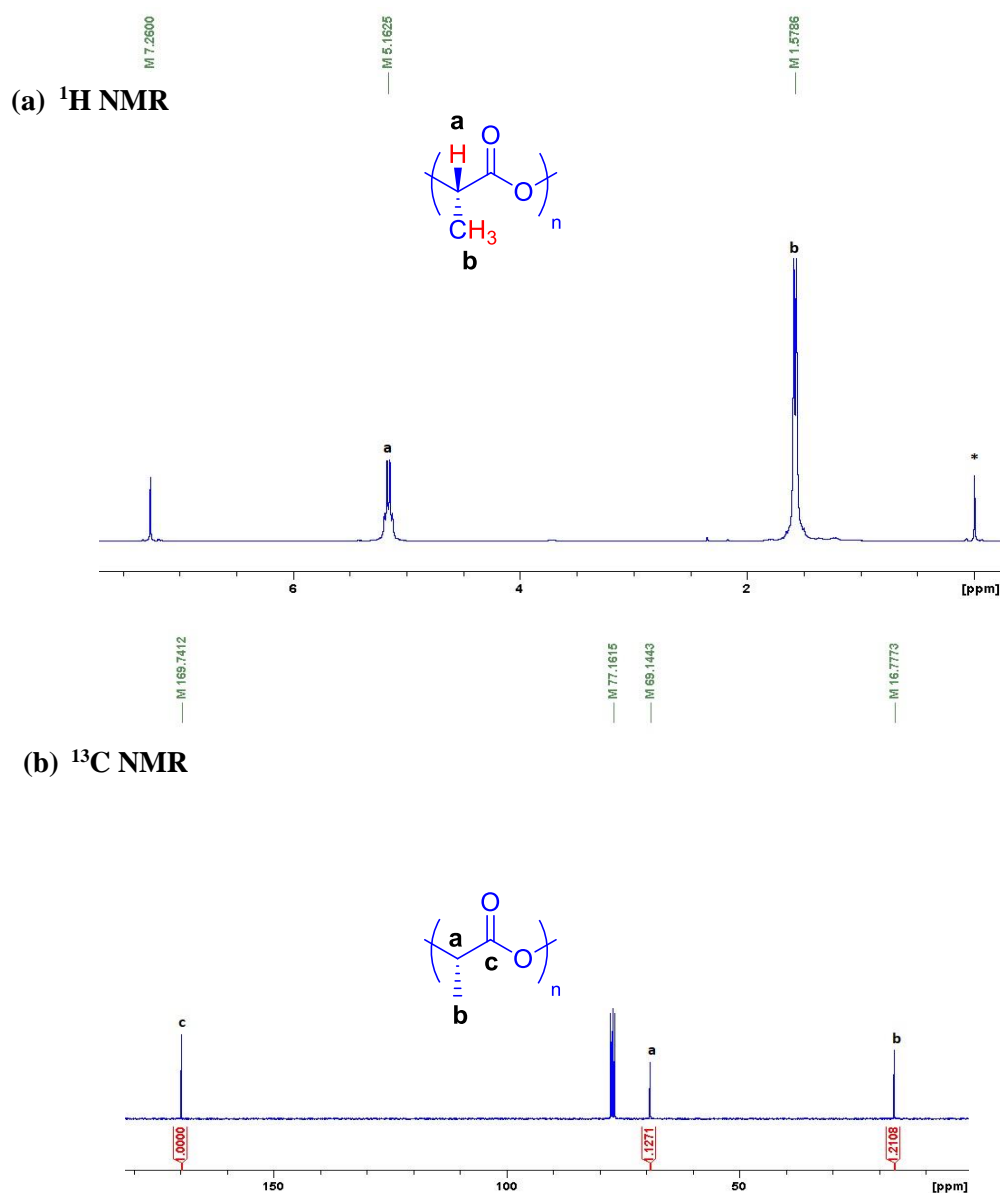 M 7.2600
M 5.1625
M 1.5786
(a) ¹H NMR
a
H
O
O
n
CH₃
b
b
a
*
6
4
2
[ppm]
M 169.7412
M 77.1615
M 69.1443
M 16.7773
(b) ¹³C NMR
O
a
c
O
n
b
c
a
b
1.0000
1.1271
1.2108
150
100
50
[ppm]